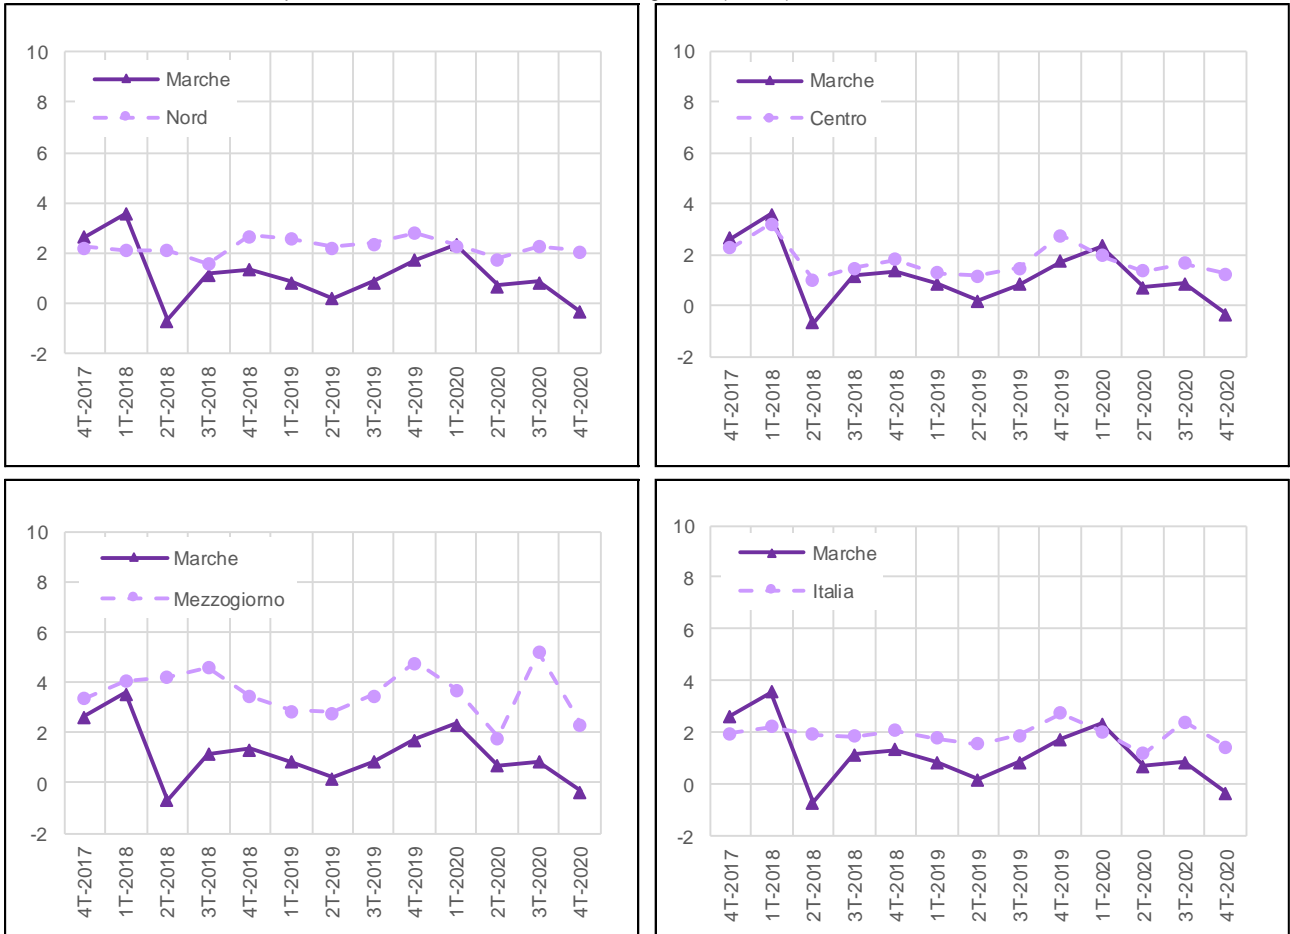 10
8
6
4
2
0
-2
Marche
Nord
4T-2017
1T-2018
2T-2018
3T-2018
4T-2018
1T-2019
2T-2019
3T-2019
4T-2019
1T-2020
2T-2020
3T-2020
4T-2020
10
8
6
4
2
0
-2
Marche
Centro
4T-2017
1T-2018
2T-2018
3T-2018
4T-2018
1T-2019
2T-2019
3T-2019
4T-2019
1T-2020
2T-2020
3T-2020
4T-2020
10
8
6
4
2
0
-2
Marche
Mezzogiorno
4T-2017
1T-2018
2T-2018
3T-2018
4T-2018
1T-2019
2T-2019
3T-2019
4T-2019
1T-2020
2T-2020
3T-2020
4T-2020
10
8
6
4
2
0
-2
Marche
Italia
4T-2017
1T-2018
2T-2018
3T-2018
4T-2018
1T-2019
2T-2019
3T-2019
4T-2019
1T-2020
2T-2020
3T-2020
4T-2020